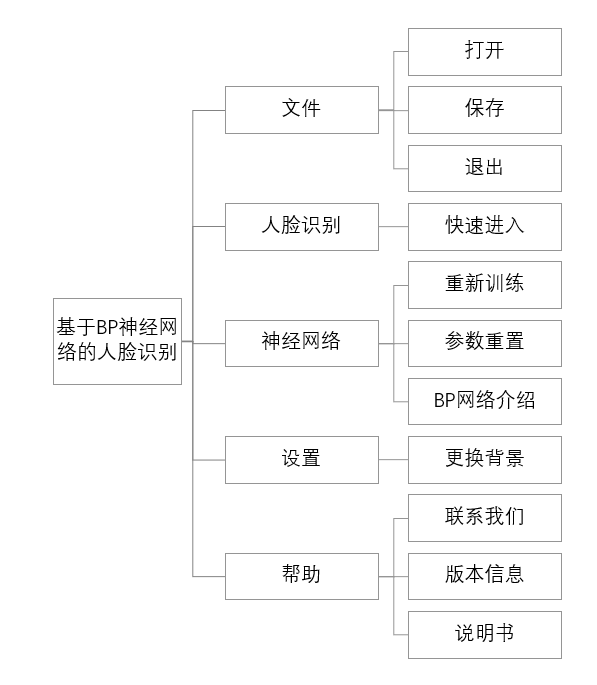 基于BP神经网
络的人脸识别
文件
打开
保存
退出
人脸识别
快速进入
神经网络
重新训练
参数重置
BP网络介绍
设置
更换背景
帮助
联系我们
版本信息
说明书